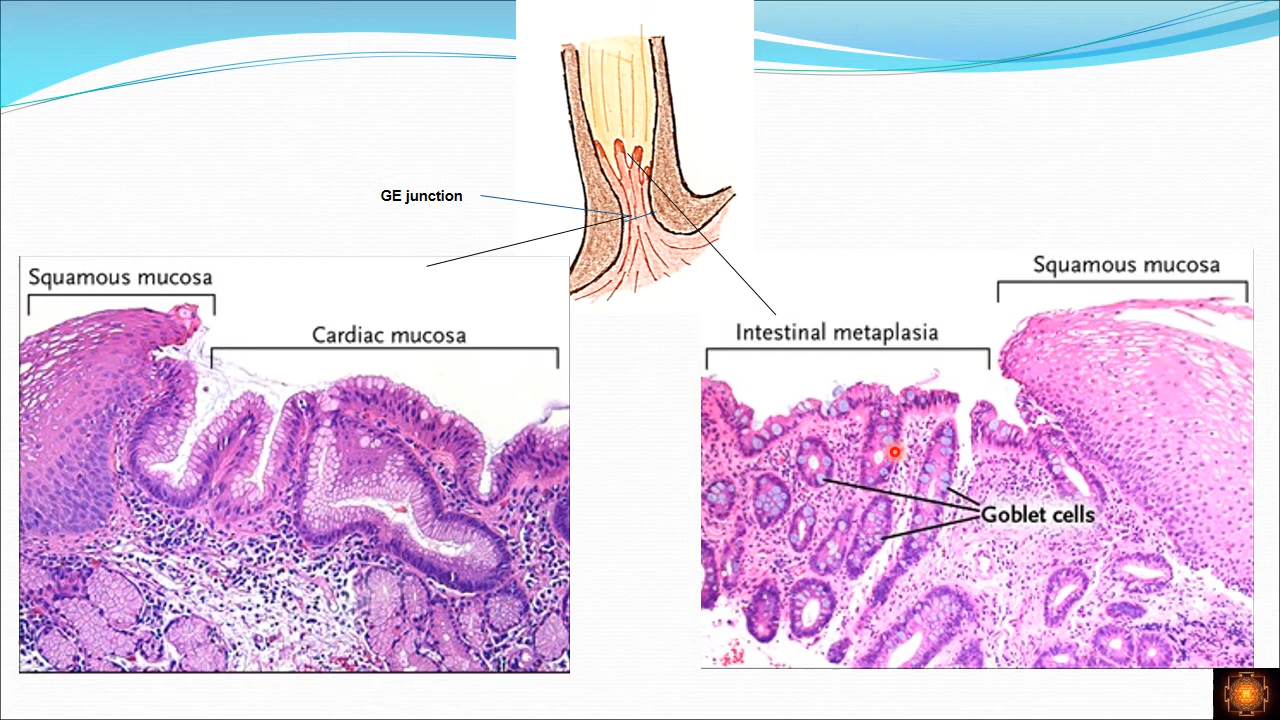 GE junction
Squamous mucosa
Cardiac mucosa
Squamous mucosa
Intestinal metaplasia
Goblet cells